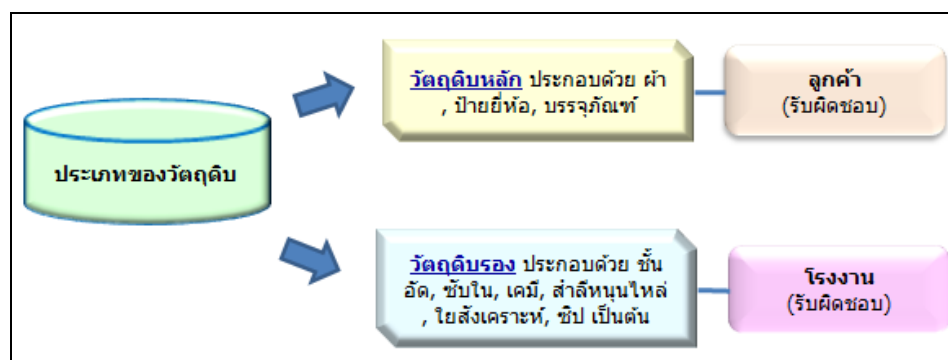 ประเภทของวัตถุดิบ
วัตถุดิบหลัก ประกอบด้วย ผ้า
, ป้ายยี่ห้อ, บรรจุภัณฑ์
ลูกค้า
(รับผิดชอบ)
วัตถุดิบรอง ประกอบด้วย ชั้น
อัด, ซับใน, เคมี, สำลีหนุนไหล่
, ใยสังเคราะห์, ซิป เป็นต้น
โรงงาน
(รับผิดชอบ)